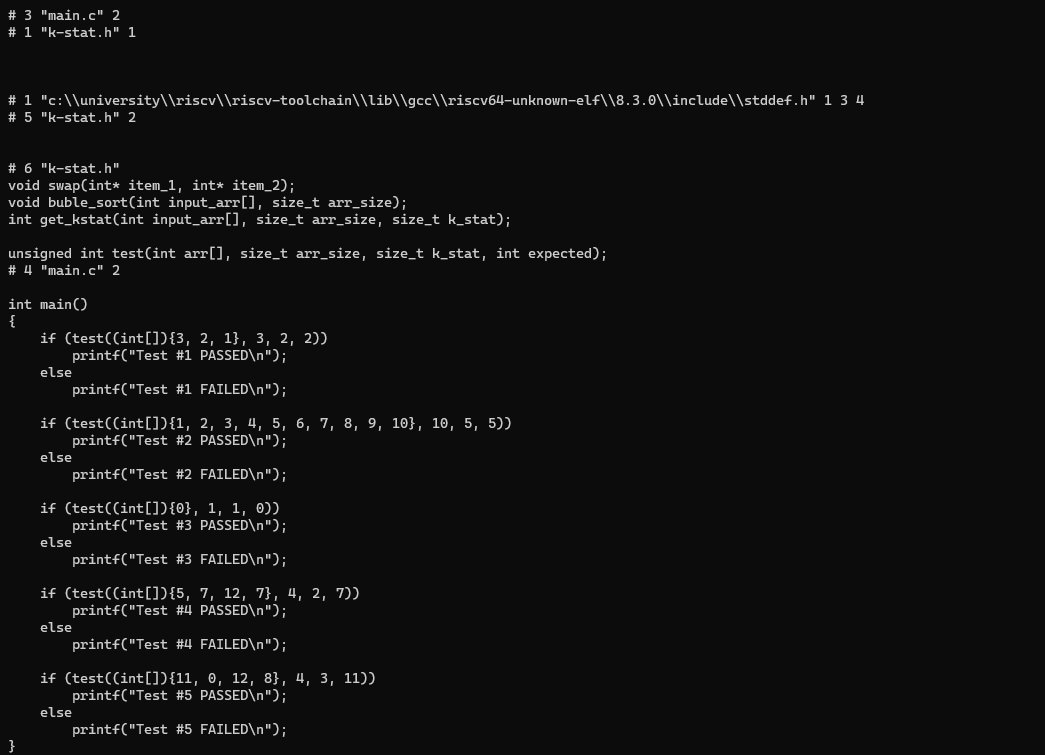 # 3 "main.c" 2
# 1 "k-stat.h" 1
# 1 "c:\\university\\riscv\\riscv-toolchain\\lib\\gcc\\riscv64-unknown-elf\\8.3.0\\include\\stddef.h" 1 3 4
# 5 "k-stat.h" 2
# 6 "k-stat.h"
void swap(int* item_1, int* item_2);
void buble_sort(int input_arr[], size_t arr_size);
int get_kstat(int input_arr[], size_t arr_size, size_t k_stat);
unsigned int test(int arr[], size_t arr_size, size_t k_stat, int expected);
# 4 "main.c" 2
int main()
{
    if (test((int[]){3, 2, 1}, 3, 2, 2))
        printf("Test #1 PASSED\n");
    else
        printf("Test #1 FAILED\n");
    if (test((int[]){1, 2, 3, 4, 5, 6, 7, 8, 9, 10}, 10, 5, 5))
        printf("Test #2 PASSED\n");
    else
        printf("Test #2 FAILED\n");
    if (test((int[]){0}, 1, 1, 0))
        printf("Test #3 PASSED\n");
    else
        printf("Test #3 FAILED\n");
    if (test((int[]){5, 7, 12, 7}, 4, 2, 7))
        printf("Test #4 PASSED\n");
    else
        printf("Test #4 FAILED\n");
    if (test((int[]){11, 0, 12, 8}, 4, 3, 11))
        printf("Test #5 PASSED\n");
    else
        printf("Test #5 FAILED\n");
}